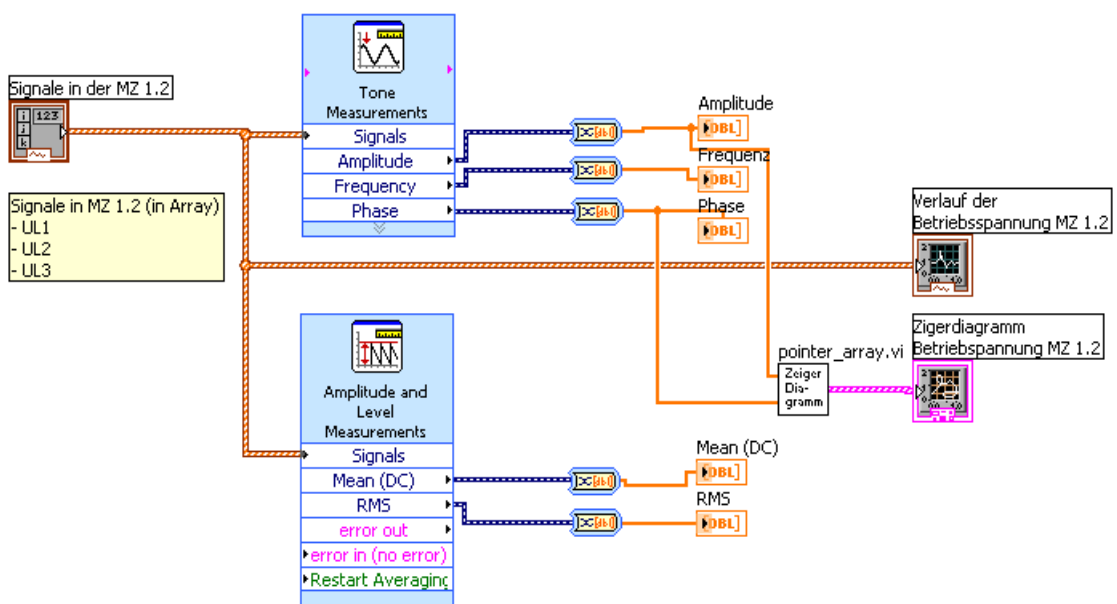 Signale in der MZ 1.2
i
j
k
123
Signale in MZ 1.2 (in Array)
- UL1
- UL2
- UL3
Tone
Measurements
Signals
Amplitude
Frequency
Phase
Amplitude
DBL
Frequenz
DBL
Phase
DBL
Verlauf der
Betriebsspannung MZ 1.2
Zigerdiagramm
Betriebspannung MZ 1.2
pointer_array.vi
Zeiger
Dia-
gramm
Amplitude and
Level
Measurements
Signals
Mean (DC)
RMS
error out
error in (no error)
Restart Averaging
Mean (DC)
DBL
RMS
DBL